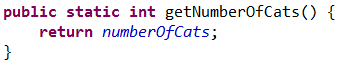 public static int getNumberOfCats() {
    return numberOfCats;
}